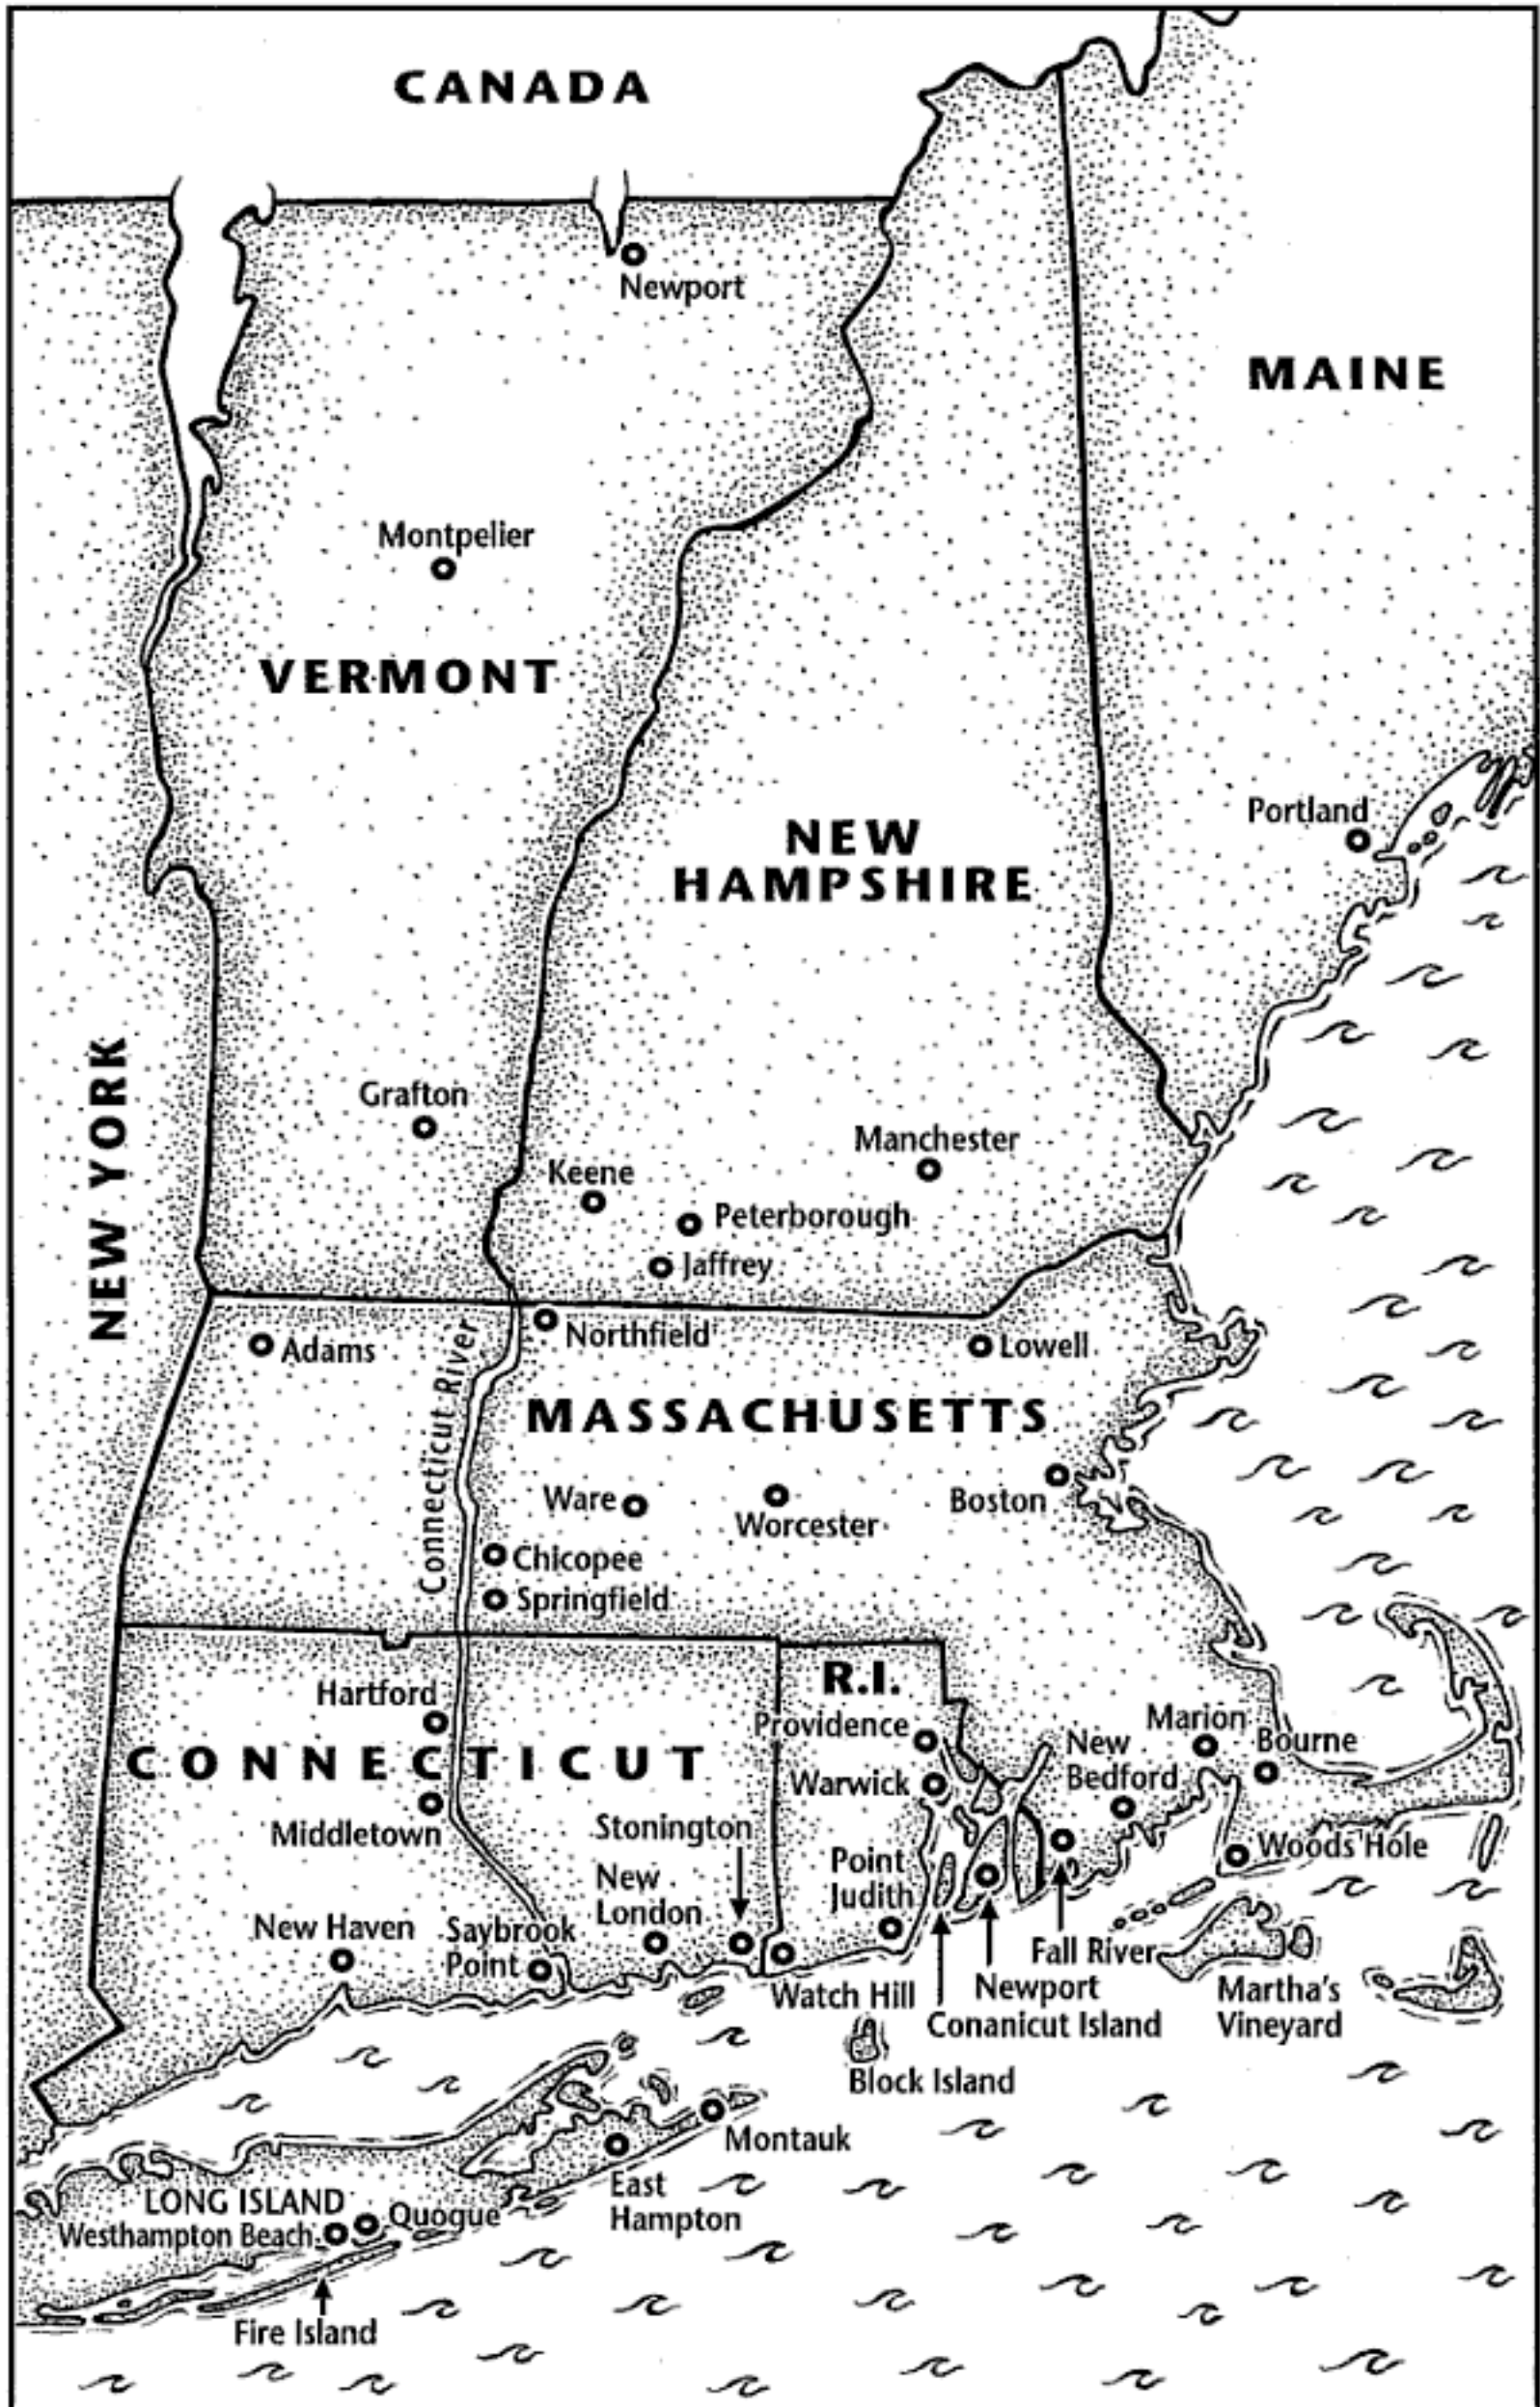 CANADA
Newport
MAINE
Montpelier
VERMONT
Portland
NEW
HAMPSHIRE
NEW YORK
Grafton
Manchester
Keene
Peterborough
Jaffrey
Northfield
Adams
Lowell
Connecticut River
MASSACHUSETTS
Ware
Boston
Worcester
Chicopee
Springfield
R.I.
Hartford
Providence
Marion
New
Bedford
Bourne
CONNECTICUT
Warwick
Middletown
Stonington
Woods Hole
Point
Judith
New
London
New Haven
Saybrook
Point
Fall River
Watch Hill
Newport
Martha's
Vineyard
Conanicut Island
Block Island
Montauk
East
Hampton
LONG ISLAND
Quogue
Westhampton Beach
Fire Island